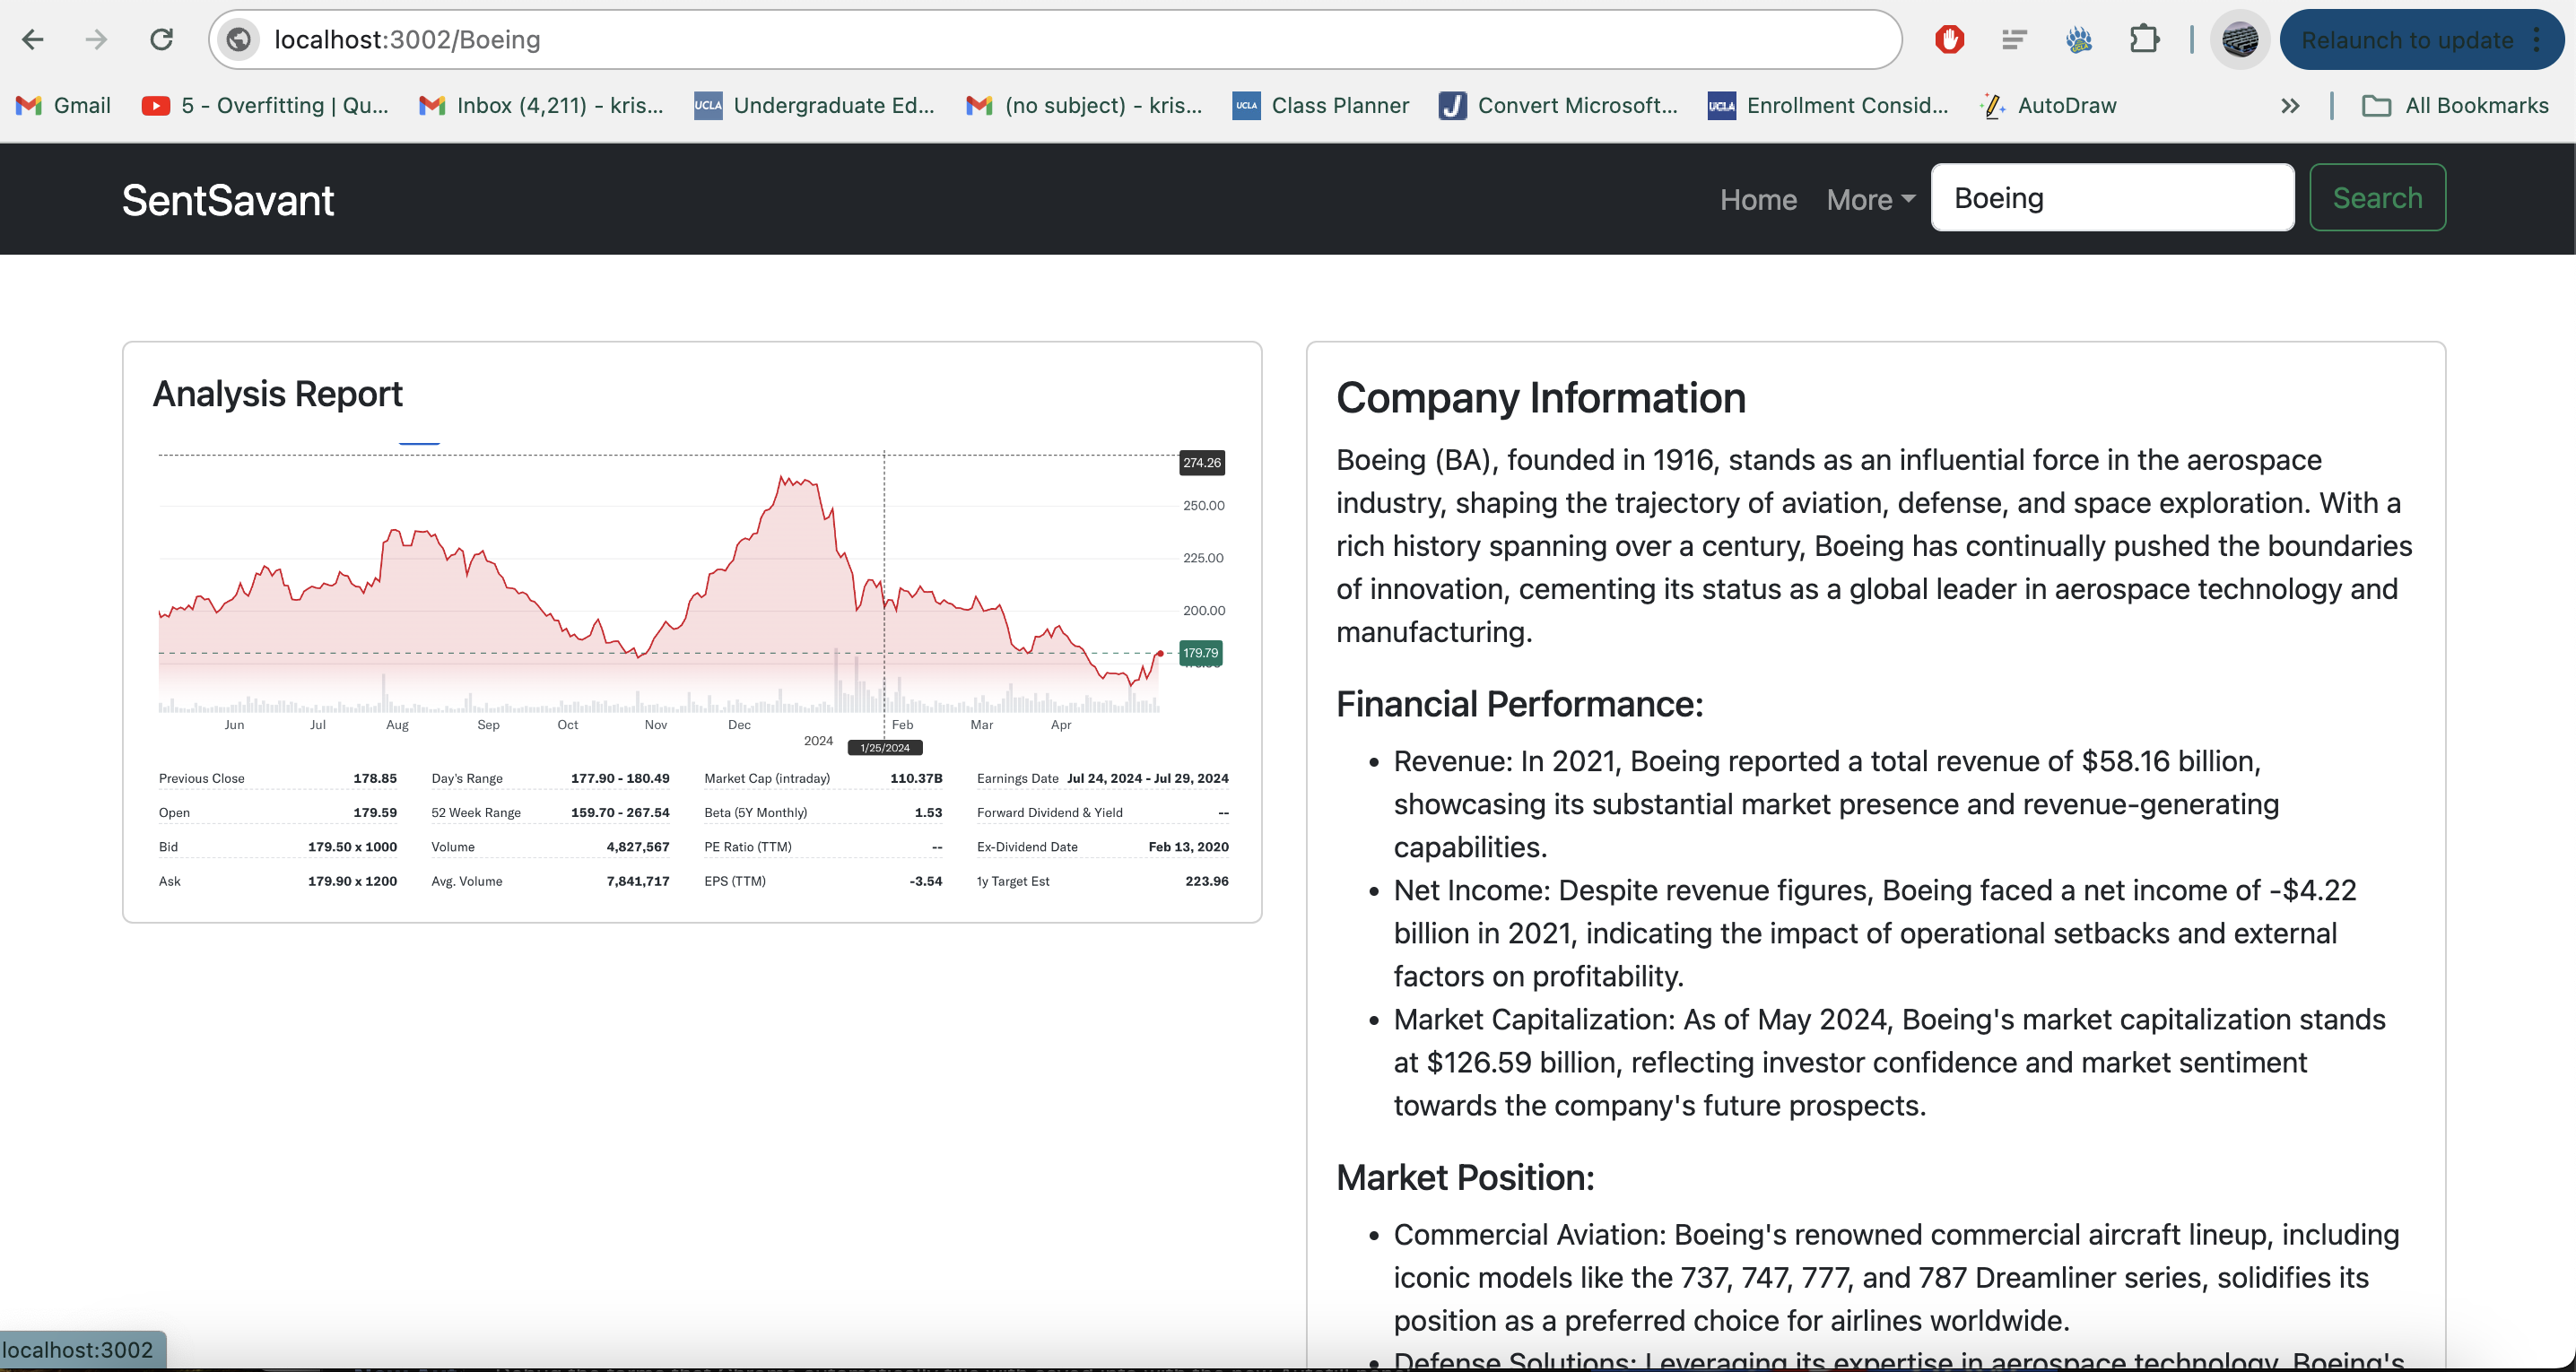 localhost:3002/Boeing
Relaunch to update
Gmail
5 - Overfitting | Qu...
Inbox (4,211) - kris...
UCLA Undergraduate Ed...
(no subject) - kris...
UCLA Class Planner
J Convert Microsoft...
UCLA Enrollment Consid...
AutoDraw
All Bookmarks
SentSavant
Home
More
Boeing
Search
Analysis Report
274.26
250.00
225.00
200.00
179.79
Jun Jul Aug Sep Oct Nov Dec Feb Mar Apr
2024
1/25/2024
Previous Close 178.85 Day's Range 177.90 - 180.49 Market Cap (intraday) 110.37B Earnings Date Jul 24, 2024 - Jul 29, 2024
Open 179.59 52 Week Range 159.70 - 267.54 Beta (5Y Monthly) 1.53 Forward Dividend & Yield --
Bid 179.50 x 1000 Volume 4,827,567 PE Ratio (TTM) -- Ex-Dividend Date Feb 13, 2020
Ask 179.90 x 1200 Avg. Volume 7,841,717 EPS (TTM) -3.54 1y Target Est 223.96
Company Information
Boeing (BA), founded in 1916, stands as an influential force in the aerospace
industry, shaping the trajectory of aviation, defense, and space exploration. With a
rich history spanning over a century, Boeing has continually pushed the boundaries
of innovation, cementing its status as a global leader in aerospace technology and
manufacturing.
Financial Performance:
• Revenue: In 2021, Boeing reported a total revenue of $58.16 billion,
showcasing its substantial market presence and revenue-generating
capabilities.
• Net Income: Despite revenue figures, Boeing faced a net income of -$4.22
billion in 2021, indicating the impact of operational setbacks and external
factors on profitability.
• Market Capitalization: As of May 2024, Boeing's market capitalization stands
at $126.59 billion, reflecting investor confidence and market sentiment
towards the company's future prospects.
Market Position:
• Commercial Aviation: Boeing's renowned commercial aircraft lineup, including
iconic models like the 737, 747, 777, and 787 Dreamliner series, solidifies its
position as a preferred choice for airlines worldwide.
• Defense Solutions: Leveraging its expertise in aerospace technology, Boeing's
localhost:3002